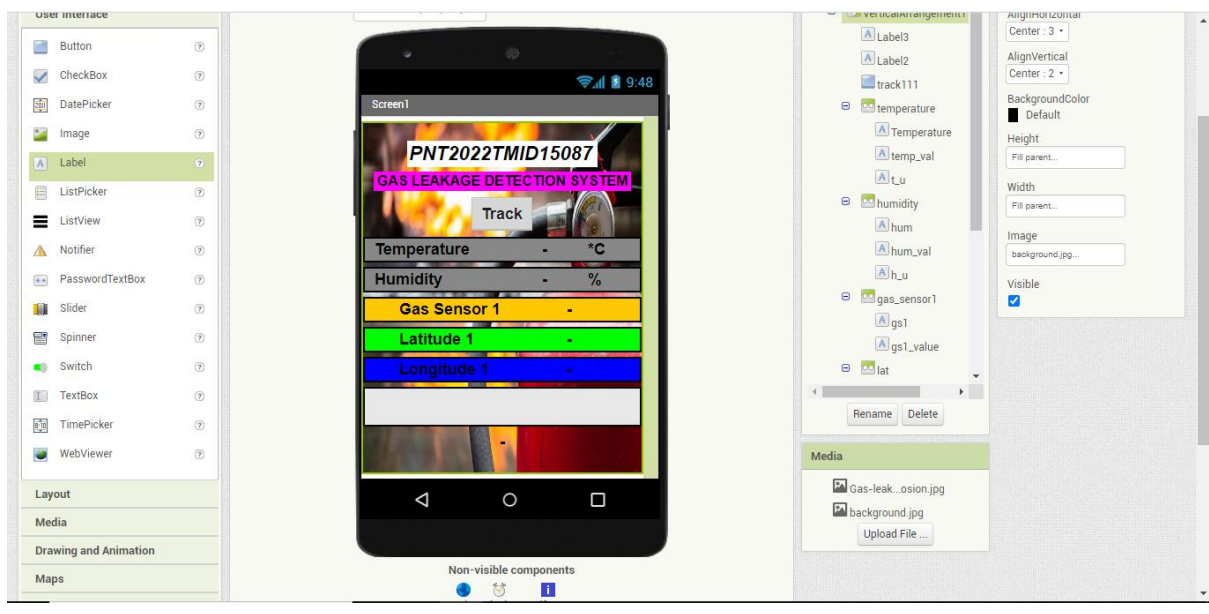 User Interface
Button
CheckBox
DatePicker
Image
Label
ListPicker
ListView
Notifier
PasswordTextBox
Slider
Spinner
Switch
TextBox
TimePicker
WebViewer
Layout
Media
Drawing and Animation
Maps
9:48
Screen1
PNT2022TMID15087
GAS LEAKAGE DETECTION SYSTEM
Track
Temperature - *C
Humidity - %
Gas Sensor 1 -
Latitude 1 -
Longitude 1 -
-
Non-visible components
VerticalArrangement1
Label3
Label2
track111
temperature
Temperature
temp_val
t_u
humidity
hum
hum_val
h_u
gas_sensor1
gs1
gs1_value
lat
Rename Delete
Media
Gas-leak...osion.jpg
background.jpg
Upload File ...
AlignHorizontal
Center : 3
AlignVertical
Center : 2
BackgroundColor
Default
Height
Fill parent...
Width
Fill parent...
Image
background.jpg...
Visible